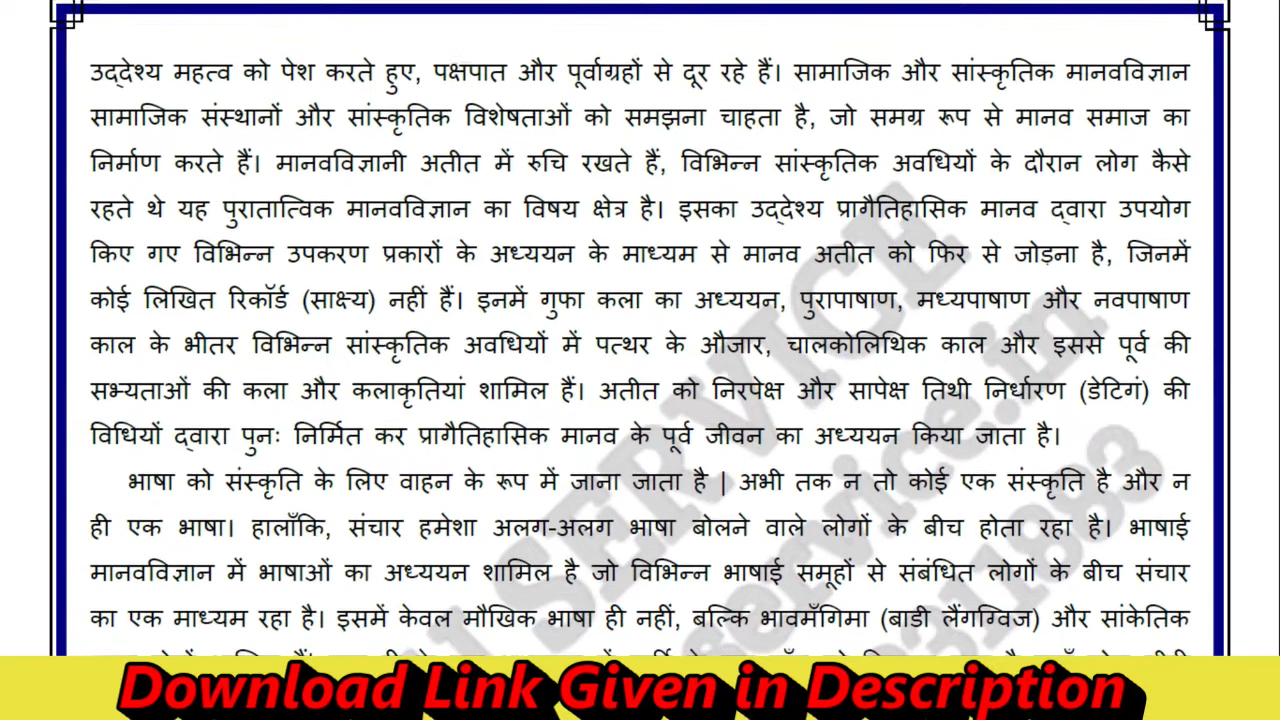 उद्देश्य महत्व को पेश करते हुए, पक्षपात और पूर्वाग्रहों से दूर रहे हैं। सामाजिक और सांस्कृतिक मानवविज्ञान
सामाजिक संस्थानों और सांस्कृतिक विशेषताओं को समझना चाहता है, जो समग्र रूप से मानव समाज का
निर्माण करते हैं। मानवविज्ञानी अतीत में रुचि रखते हैं, विभिन्न सांस्कृतिक अवधियों के दौरान लोग कैसे
रहते थे यह पुरातात्विक मानवविज्ञान का विषय क्षेत्र है। इसका उद्देश्य प्रागैतिहासिक मानव द्वारा उपयोग
किए गए विभिन्न उपकरण प्रकारों के अध्ययन के माध्यम से मानव अतीत को फिर से जोड़ना है, जिनमें
कोई लिखित रिकॉर्ड (साक्ष्य) नहीं हैं। इनमें गुफा कला का अध्ययन, पुरापाषाण, मध्यपाषाण और नवपाषाण
काल के भीतर विभिन्न सांस्कृतिक अवधियों में पत्थर के औजार, चालकोलिथिक काल और इससे पूर्व की
सभ्यताओं की कला और कलाकृतियां शामिल हैं। अतीत को निरपेक्ष और सापेक्ष तिथी निर्धारण (डेटिगं) की
विधियों द्वारा पुनः निर्मित कर प्रागैतिहासिक मानव के पूर्व जीवन का अध्ययन किया जाता है।
भाषा को संस्कृति के लिए वाहन के रूप में जाना जाता है | अभी तक न तो कोई एक संस्कृति है और न
ही एक भाषा। हालाँकि, संचार हमेशा अलग-अलग भाषा बोलने वाले लोगों के बीच होता रहा है। भाषाई
मानवविज्ञान में भाषाओं का अध्ययन शामिल है जो विभिन्न भाषाई समूहों से संबंधित लोगों के बीच संचार
का एक माध्यम रहा है। इसमें केवल मौखिक भाषा ही नहीं, बल्कि भावमँगिमा (बाडी लैंगग्विज) और सांकेतिक
SERVICE
service.in
Download Link Given in Description